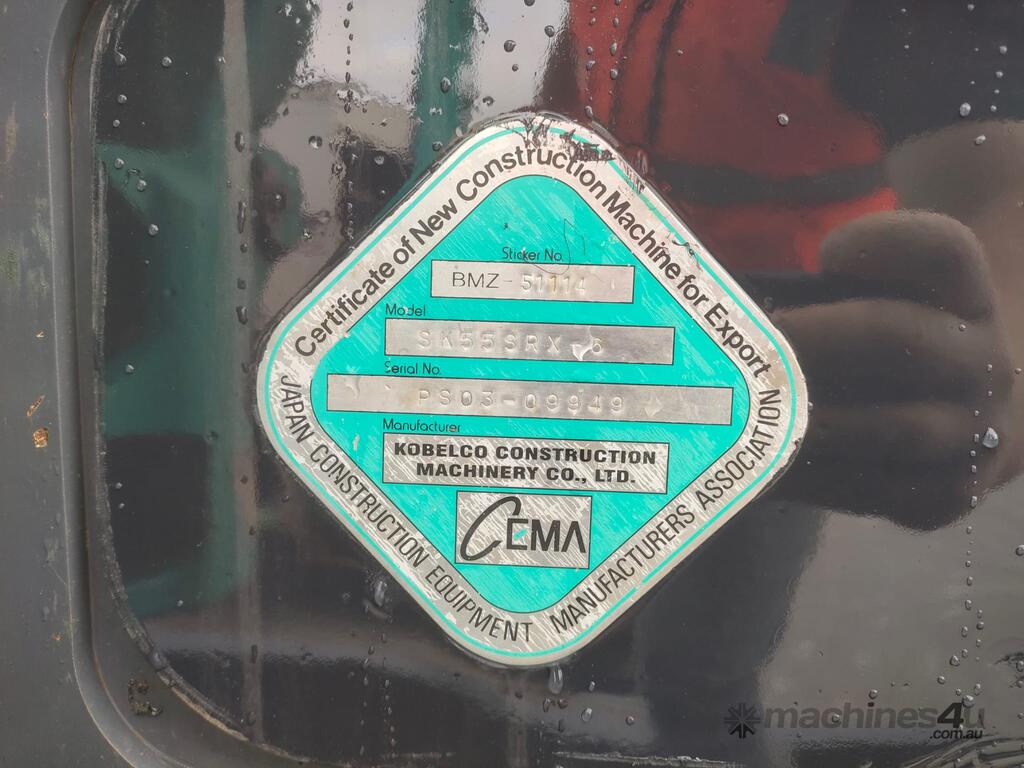 Certificate of New Construction Machine for Export
Sticker No.
BMZ-51114
Model
SK55SRX-6
Serial No.
PS03-09949
Manufacturer
KOBELCO CONSTRUCTION
MACHINERY CO., LTD.
CEMA
JAPAN CONSTRUCTION EQUIPMENT MANUFACTURERS ASSOCIATION
machines4u
.com.au